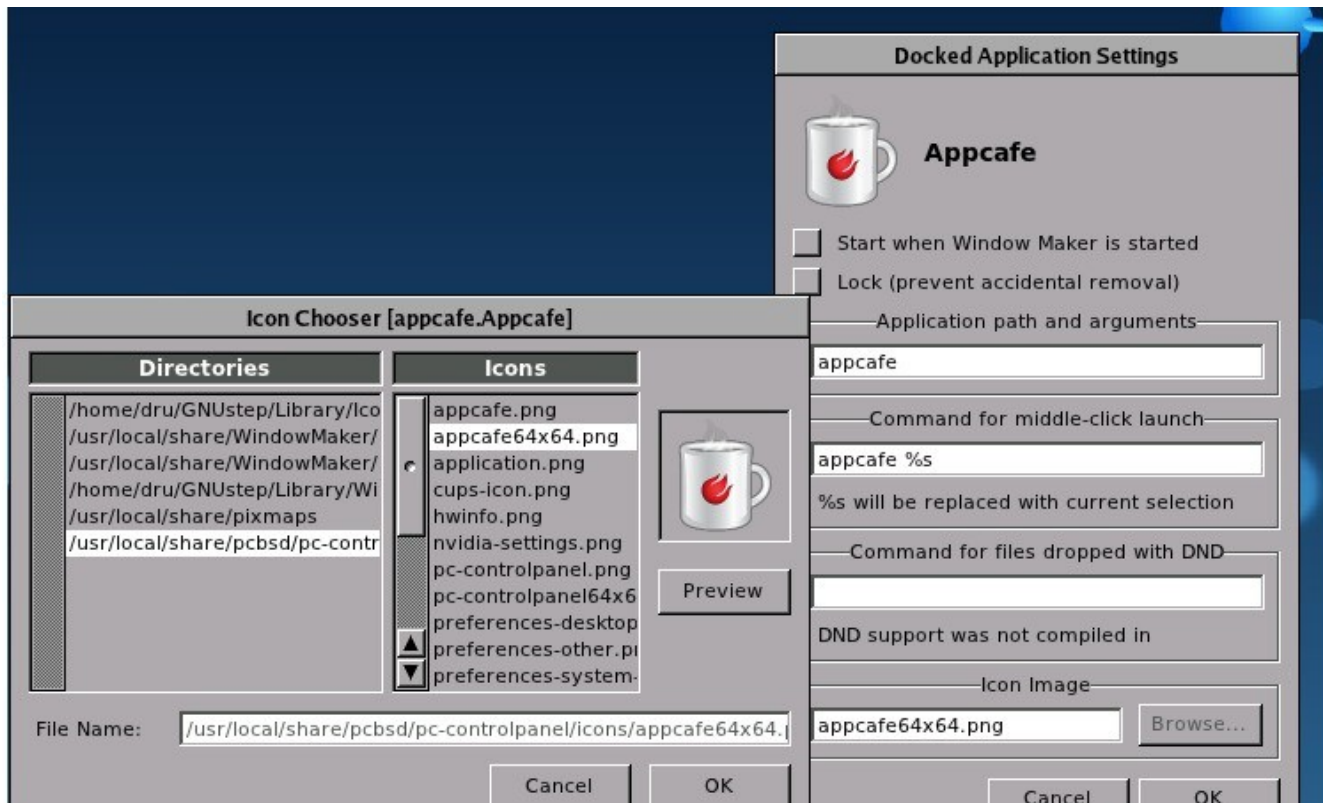 Docked Application Settings
Appcafe
Start when Window Maker is started
Lock (prevent accidental removal)
Application path and arguments
appcafe
Command for middle-click launch
appcafe %s
%s will be replaced with current selection
Command for files dropped with DND
DND support was not compiled in
Icon Image
appcafe64x64.png
Browse...
Cancel
OK
Icon Chooser [appcafe.Appcafe]
Directories
/home/dru/GNUstep/Library/Ico
/usr/local/share/WindowMaker/
/usr/local/share/WindowMaker/
/home/dru/GNUstep/Library/Wi
/usr/local/share/pixmaps
/usr/local/share/pcbsd/pc-contr
Icons
appcafe.png
appcafe64x64.png
application.png
cups-icon.png
hwinfo.png
nvidia-settings.png
pc-controlpanel.png
pc-controlpanel64x6
preferences-desktop
preferences-other.p
preferences-system-
Preview
File Name:
/usr/local/share/pcbsd/pc-controlpanel/icons/appcafe64x64.
Cancel
OK